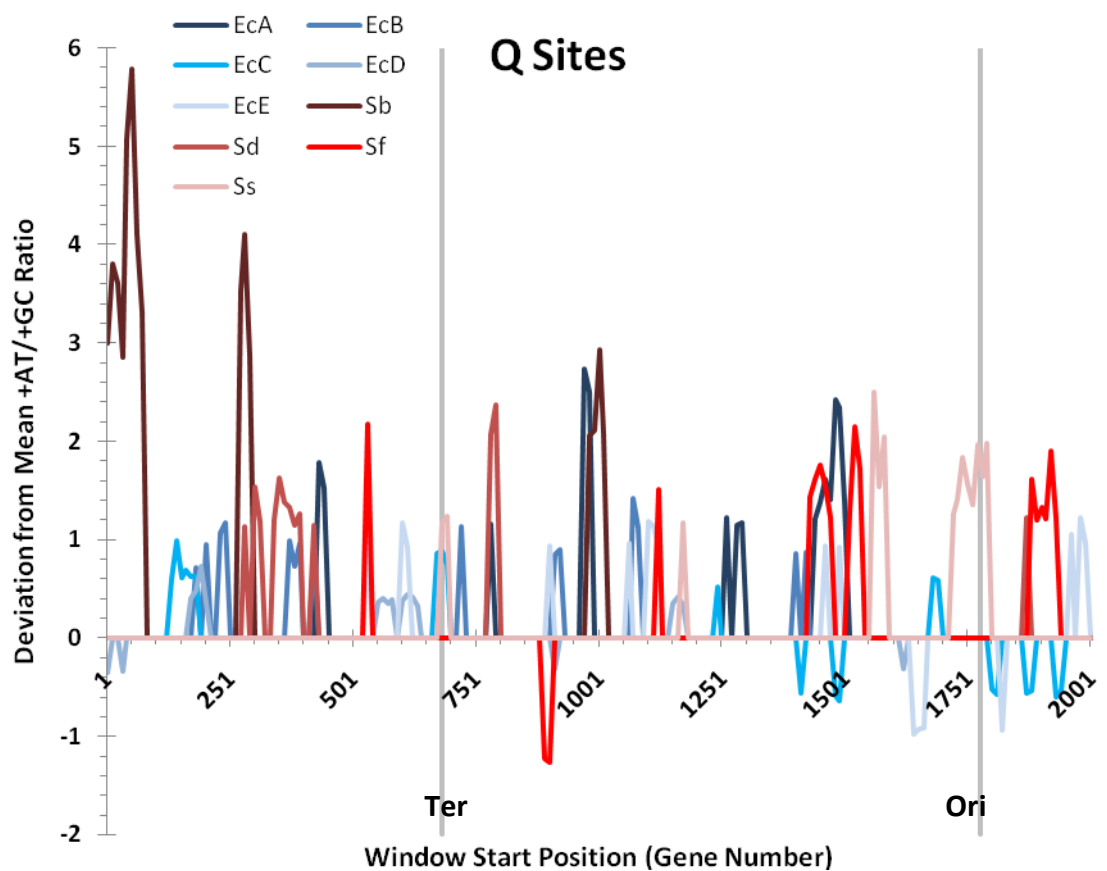 Q Sites
EcA EcB
EcC EcD
EcE Sb
Sd Sf
Ss
6
5
4
3
2
1
0
-1
-2
Deviation from Mean +AT/+GC Ratio
1 251 501 751 1001 1251 1501 1751 2001
Ter Ori
Window Start Position (Gene Number)